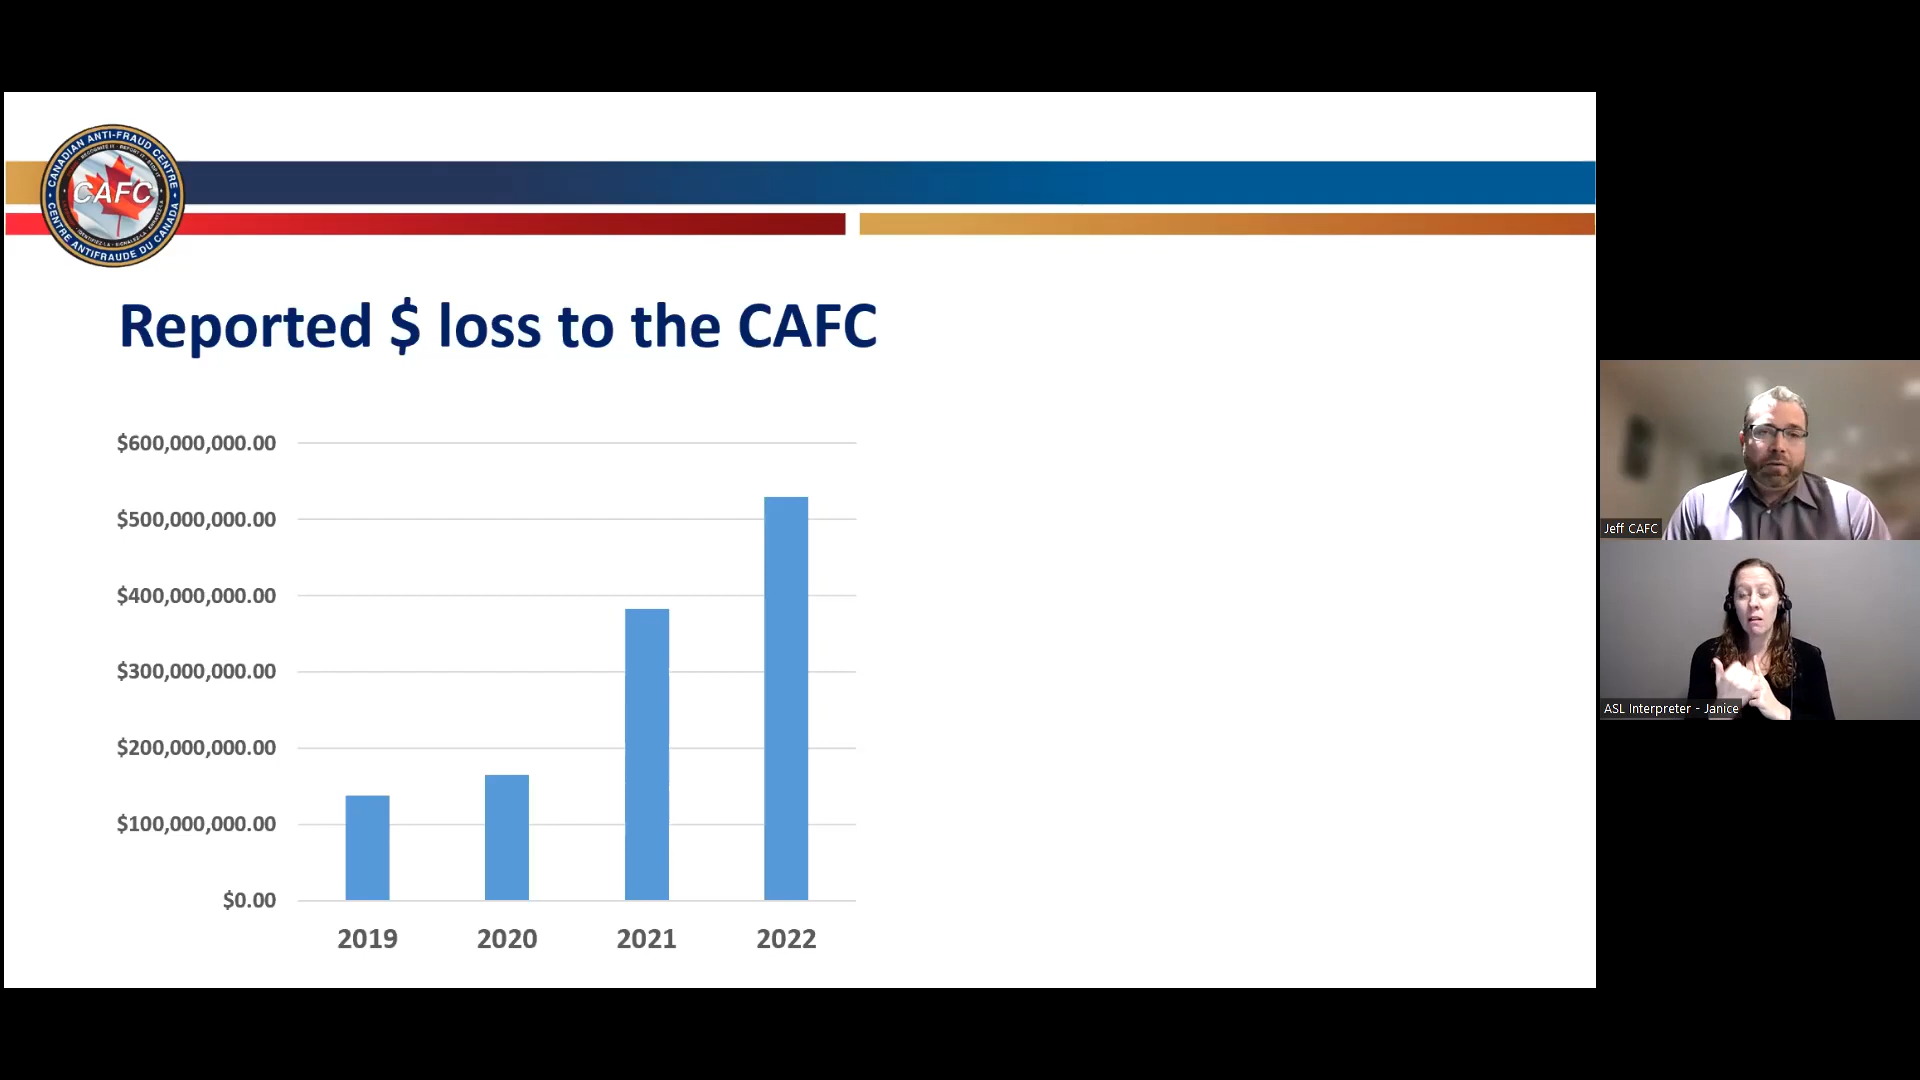 CANADIAN ANTI-FRAUD CENTRE
CAFC
CENTRE ANTIFRAUDE DU CANADA
Reported $ loss to the CAFC
$600,000,000.00
$500,000,000.00
$400,000,000.00
$300,000,000.00
$200,000,000.00
$100,000,000.00
$0.00
2019 2020 2021 2022
Jeff CAFC
ASL Interpreter - Janice